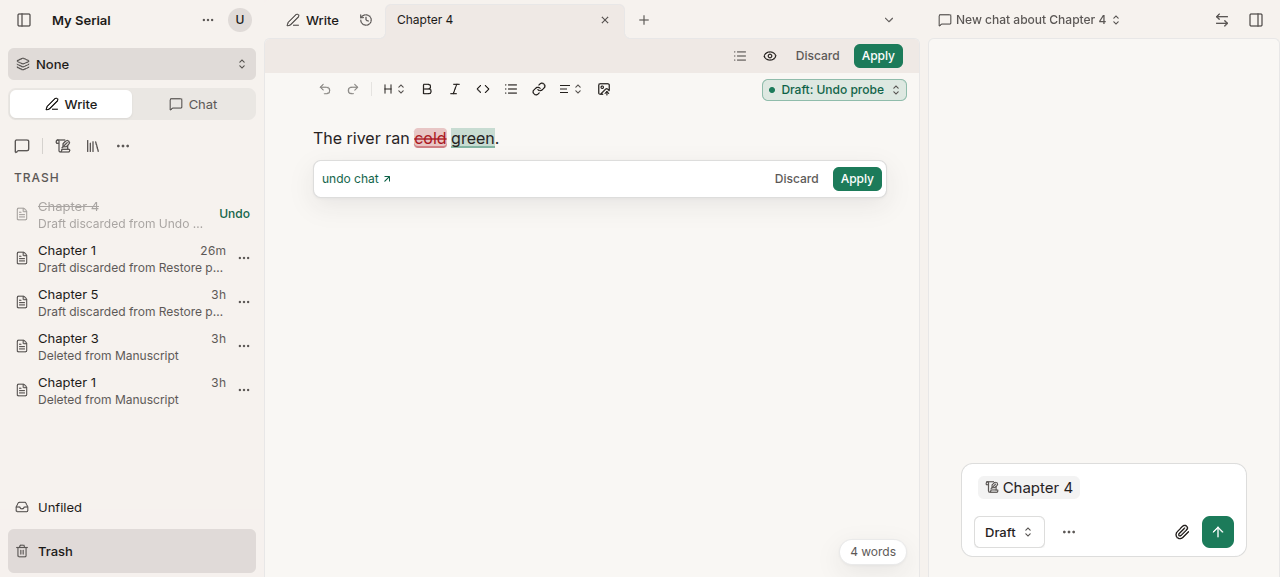 My Serial
U
None
Write
Chat
TRASH
Chapter 4
Draft discarded from Undo ...
Undo
Chapter 1
26m
Draft discarded from Restore p...
Chapter 5
3h
Draft discarded from Restore p...
Chapter 3
3h
Deleted from Manuscript
Chapter 1
3h
Deleted from Manuscript
Unfiled
Trash
Write
Chapter 4
Discard
Apply
H
B
I
Draft: Undo probe
The river ran cold green.
undo chat
Discard
Apply
4 words
New chat about Chapter 4
Chapter 4
Draft